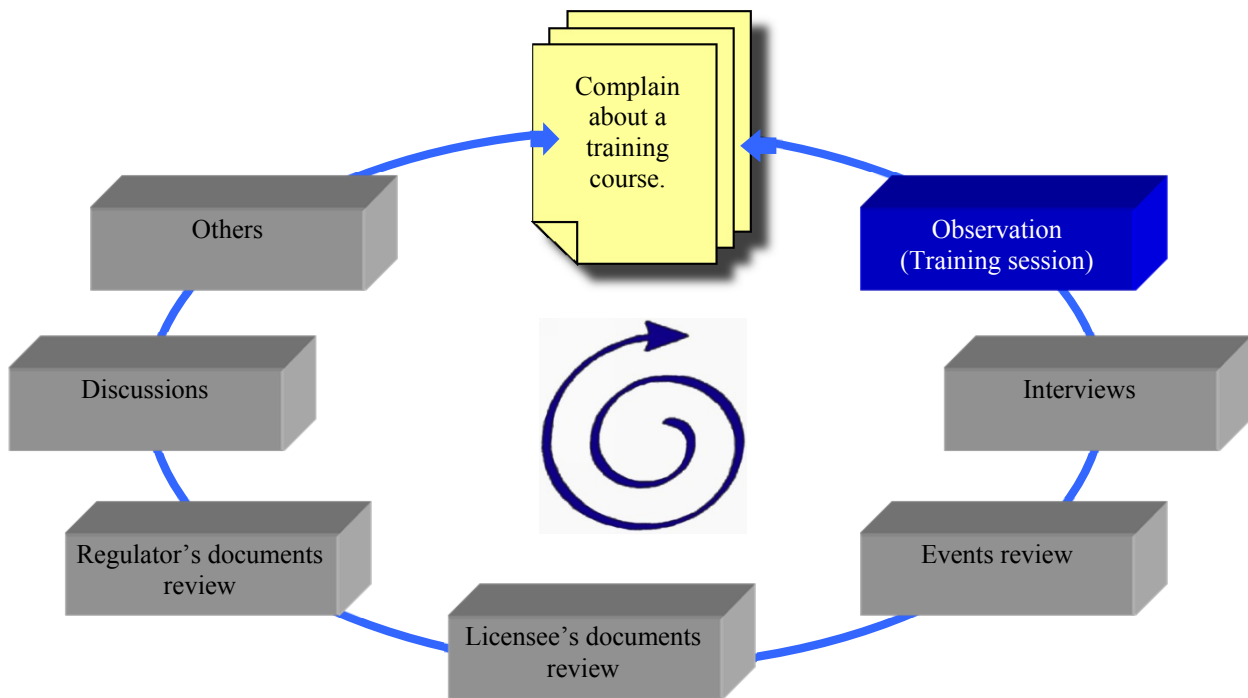 Complain
about a
training
course.
Others
Observation
(Training session)
Discussions
Interviews
Regulator’s documents
review
Events review
Licensee’s documents
review